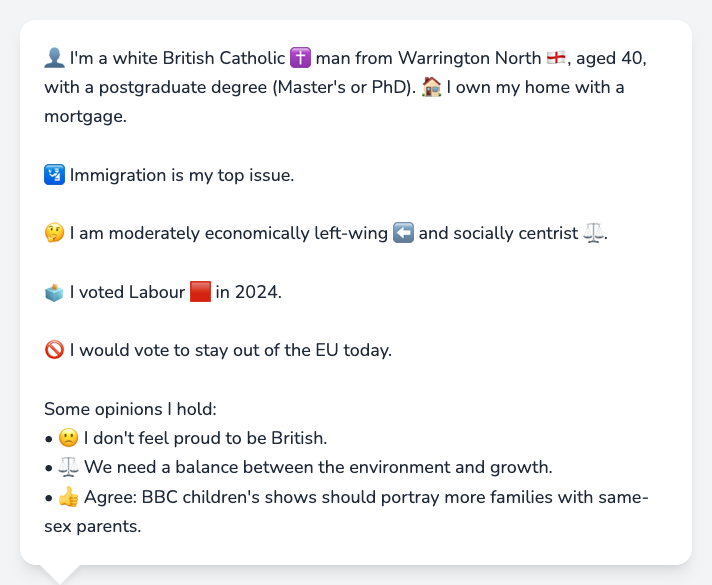 👤 I'm a white British Catholic ✝️ man from Warrington North 🏴󠁧󠁢󠁥󠁮󠁧󠁿, aged 40,
with a postgraduate degree (Master's or PhD). 🏠 I own my home with a
mortgage.
🛂 Immigration is my top issue.
🤔 I am moderately economically left-wing ⬅️ and socially centrist ⚖️.
🗳️ I voted Labour 🟥 in 2024.
🚫 I would vote to stay out of the EU today.
Some opinions I hold:
• 🙁 I don't feel proud to be British.
• ⚖️ We need a balance between the environment and growth.
• 👍 Agree: BBC children's shows should portray more families with same-
sex parents.